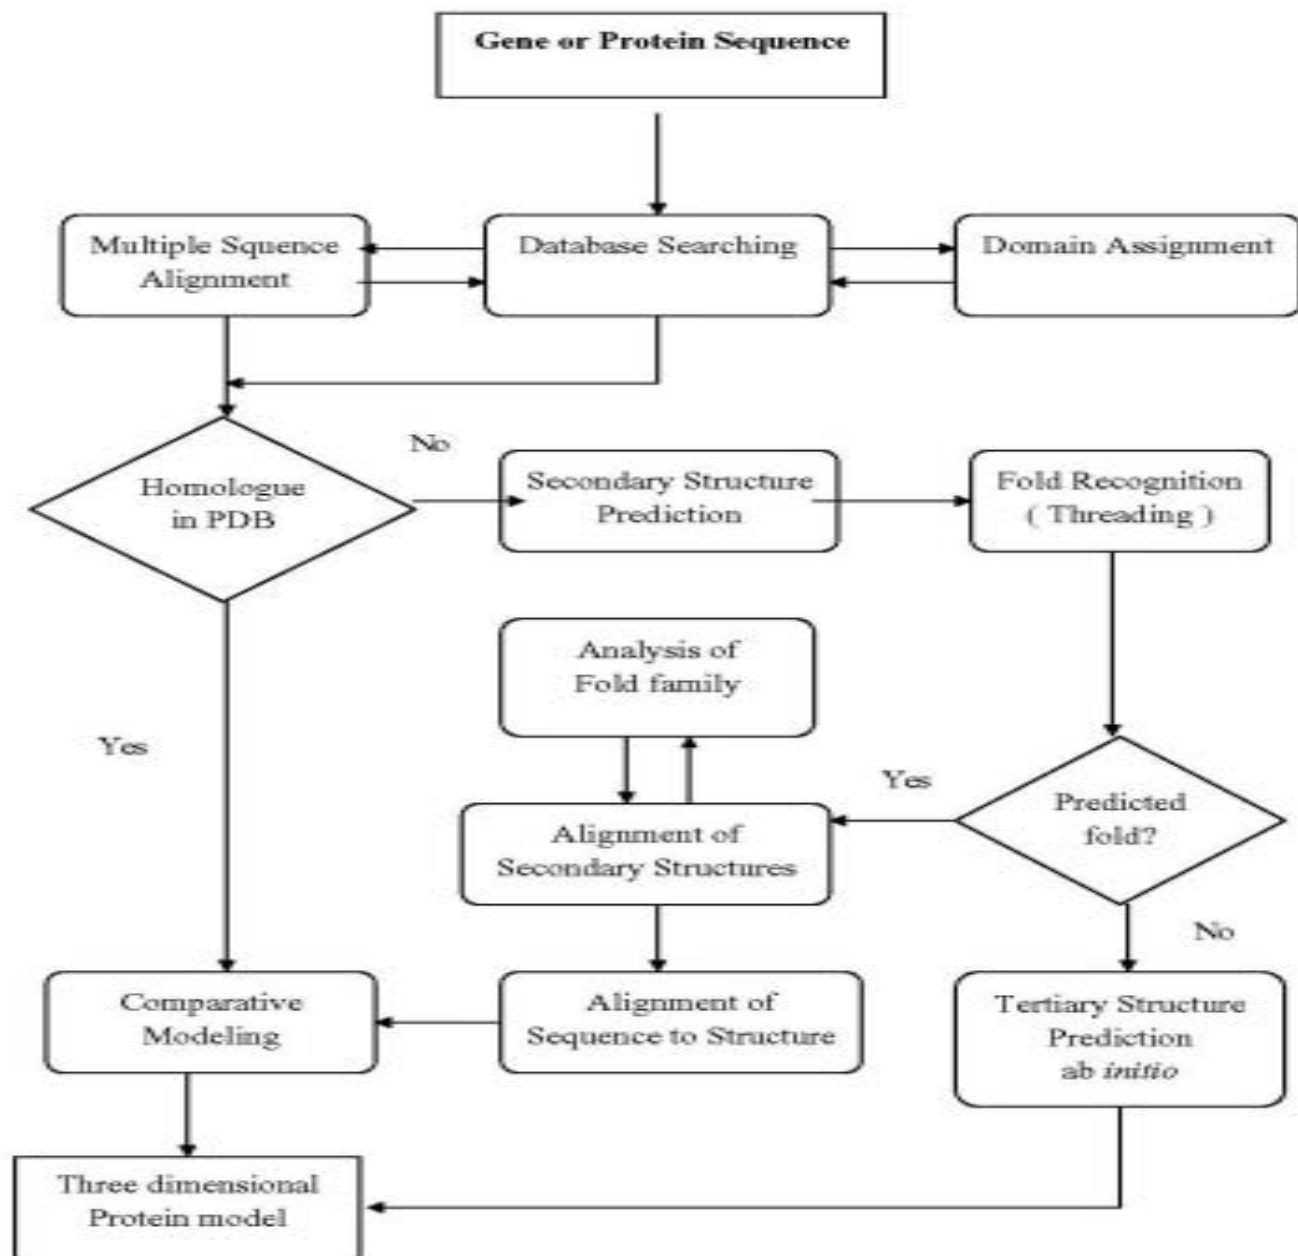 Gene or Protein Sequence
Multiple Squence
Alignment
Database Searching
Domain Assignment
No
Homologue
in PDB
Secondary Structure
Prediction
Fold Recognition
( Threading )
Analysis of
Fold family
Yes
Yes
Predicted
fold?
Alignment of
Secondary Structures
No
Comparative
Modeling
Alignment of
Sequence to Structure
Tertiary Structure
Prediction
ab initio
Three dimensional
Protein model